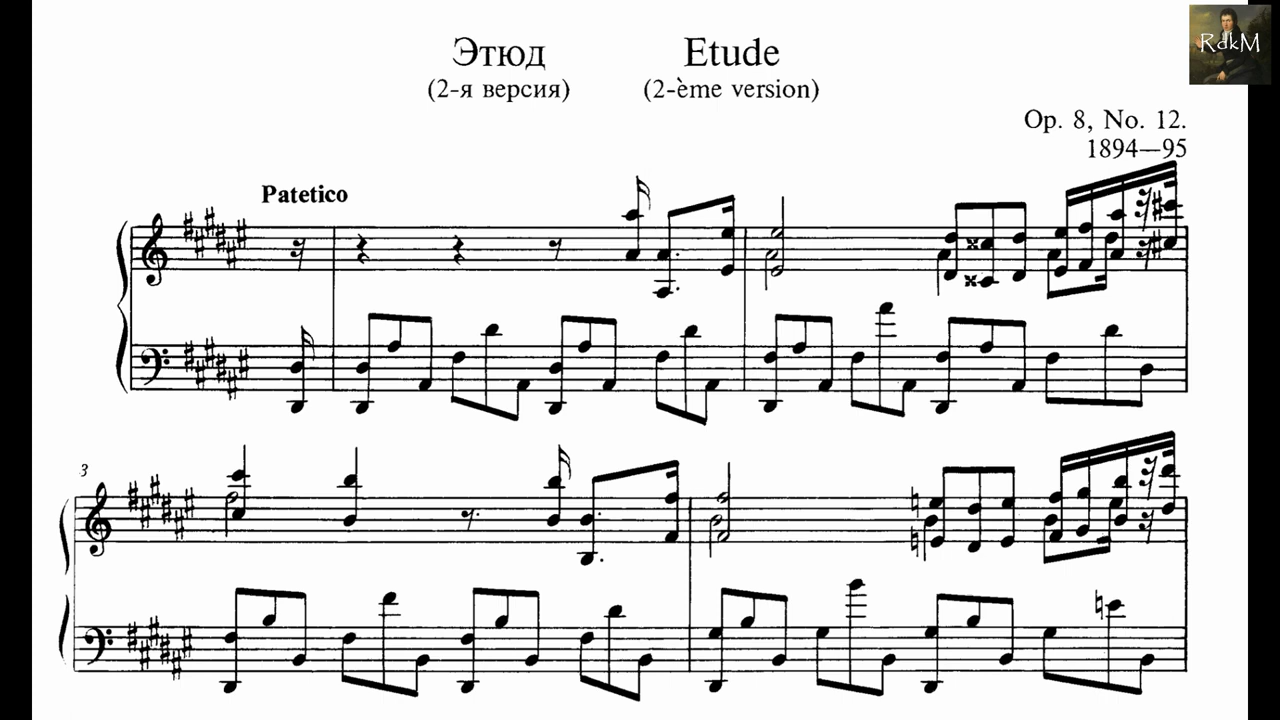 Этюд Etude
(2-я версия) (2-ème version)
Op. 8, No. 12.
1894—95
Patetico
3
RdkM